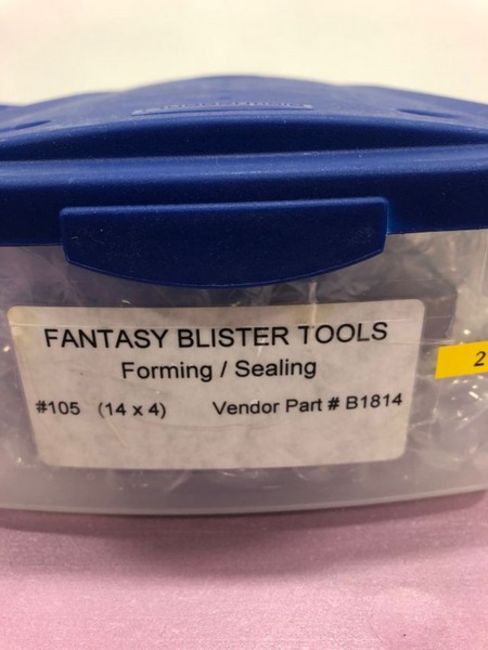 FANTASY BLISTER TOOLS
Forming / Sealing
#105 (14 x 4) Vendor Part # B1814
2